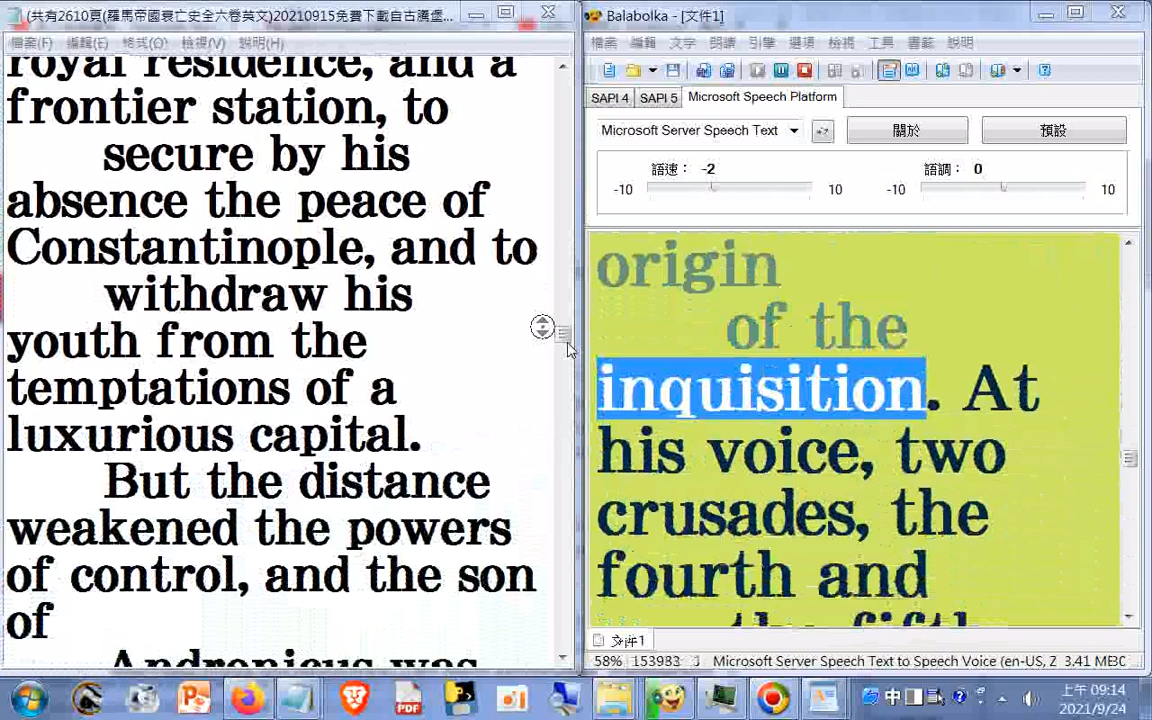 (共有2610頁(羅馬帝國衰亡史全六卷英文)20210915免費下載自古騰堡...
檔案(F) 編輯(E) 格式(O) 檢視(V) 說明(H)
royal residence, and a
frontier station, to
secure by his
absence the peace of
Constantinople, and to
withdraw his
youth from the
temptations of a
luxurious capital.
But the distance
weakened the powers
of control, and the son
of
Andronicus was
Balabolka - [文件1]
檔案 編輯 文字 朗讀 引擎 選項 檢視 工具 書籤 說明
SAPI 4 SAPI 5 Microsoft Speech Platform
Microsoft Server Speech Text 關於 預設
語速： -2 語調： 0
-10 10 -10 10
origin
of the
inquisition. At
his voice, two
crusades, the
fourth and
the fifth
文件1
58% 153983 Microsoft Server Speech Text to Speech Voice (en-US, Z 3.41 MB
中
上午 09:14
2021/9/24